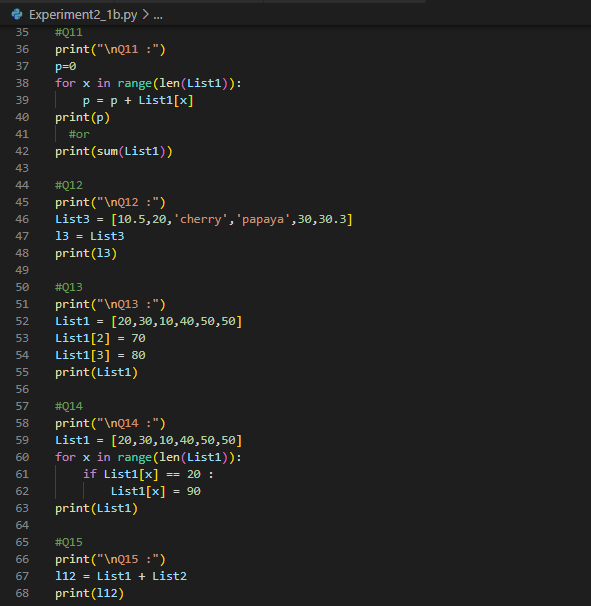 Experiment2_1b.py > ...
35 #Q11
36 print("\nQ11 :")
37 p=0
38 for x in range(len(List1)):
39     p = p + List1[x]
40 print(p)
41   #or
42 print(sum(List1))
43
44 #Q12
45 print("\nQ12 :")
46 List3 = [10.5,20,'cherry','papaya',30,30.3]
47 l3 = List3
48 print(l3)
49
50 #Q13
51 print("\nQ13 :")
52 List1 = [20,30,10,40,50,50]
53 List1[2] = 70
54 List1[3] = 80
55 print(List1)
56
57 #Q14
58 print("\nQ14 :")
59 List1 = [20,30,10,40,50,50]
60 for x in range(len(List1)):
61     if List1[x] == 20 :
62         List1[x] = 90
63 print(List1)
64
65 #Q15
66 print("\nQ15 :")
67 l12 = List1 + List2
68 print(l12)